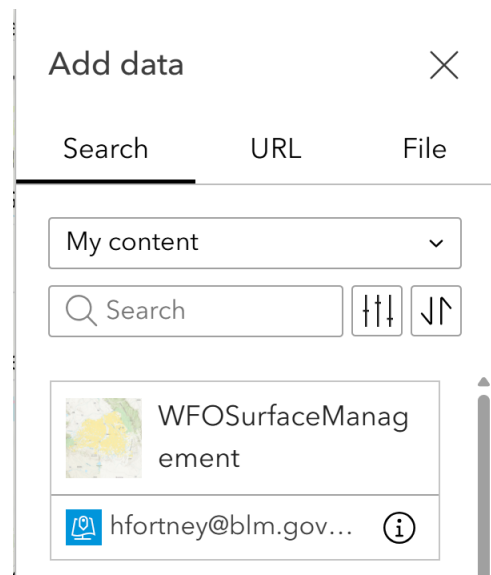 Add data
Search URL File
My content
Search
WFOSurfaceManag
ement
hfortney@blm.gov...